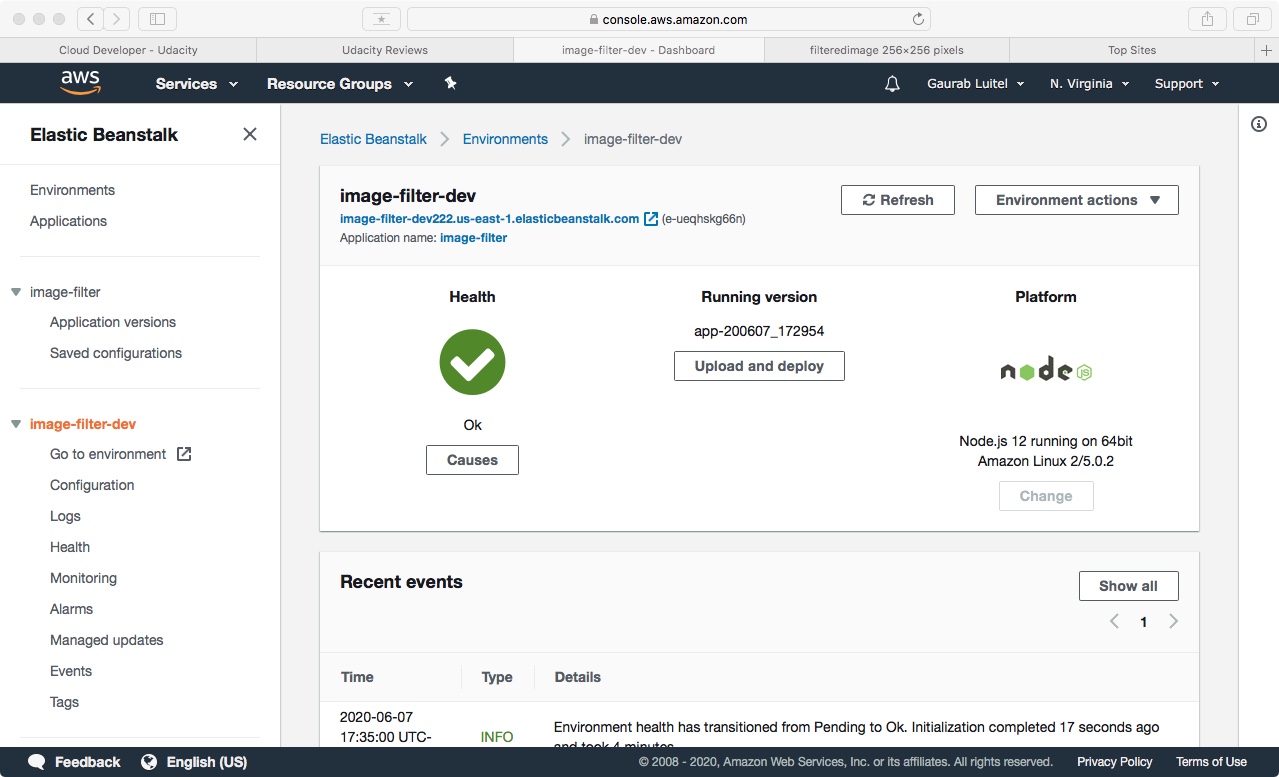 console.aws.amazon.com
Cloud Developer - Udacity
Udacity Reviews
image-filter-dev - Dashboard
filteredimage 256×256 pixels
Top Sites
aws
Services
Resource Groups
Gaurab Luitel
N. Virginia
Support
Elastic Beanstalk
Environments
Applications
image-filter
Application versions
Saved configurations
image-filter-dev
Go to environment
Configuration
Logs
Health
Monitoring
Alarms
Managed updates
Events
Tags
Elastic Beanstalk
Environments
image-filter-dev
image-filter-dev
image-filter-dev222.us-east-1.elasticbeanstalk.com (e-ueqhskg66n)
Application name: image-filter
Refresh
Environment actions
Health
Ok
Causes
Running version
app-200607_172954
Upload and deploy
Platform
node JS
Node.js 12 running on 64bit
Amazon Linux 2/5.0.2
Change
Recent events
Show all
1
Time
Type
Details
2020-06-07
17:35:00 UTC-
INFO
Environment health has transitioned from Pending to Ok. Initialization completed 17 seconds ago
and took 4 minutes.
Feedback
English (US)
© 2008 - 2020, Amazon Web Services, Inc. or its affiliates. All rights reserved.
Privacy Policy
Terms of Use